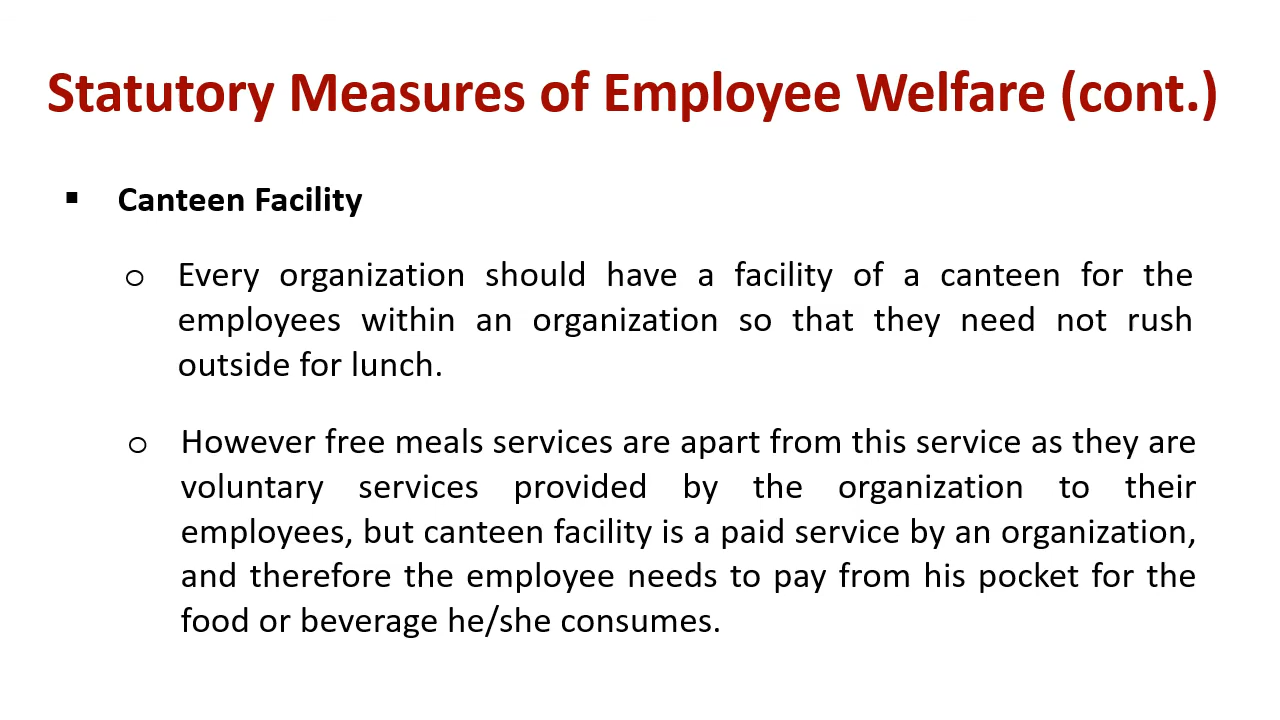 Statutory Measures of Employee Welfare (cont.)
▪ Canteen Facility
o Every organization should have a facility of a canteen for the
employees within an organization so that they need not rush
outside for lunch.
o However free meals services are apart from this service as they are
voluntary services provided by the organization to their
employees, but canteen facility is a paid service by an organization,
and therefore the employee needs to pay from his pocket for the
food or beverage he/she consumes.